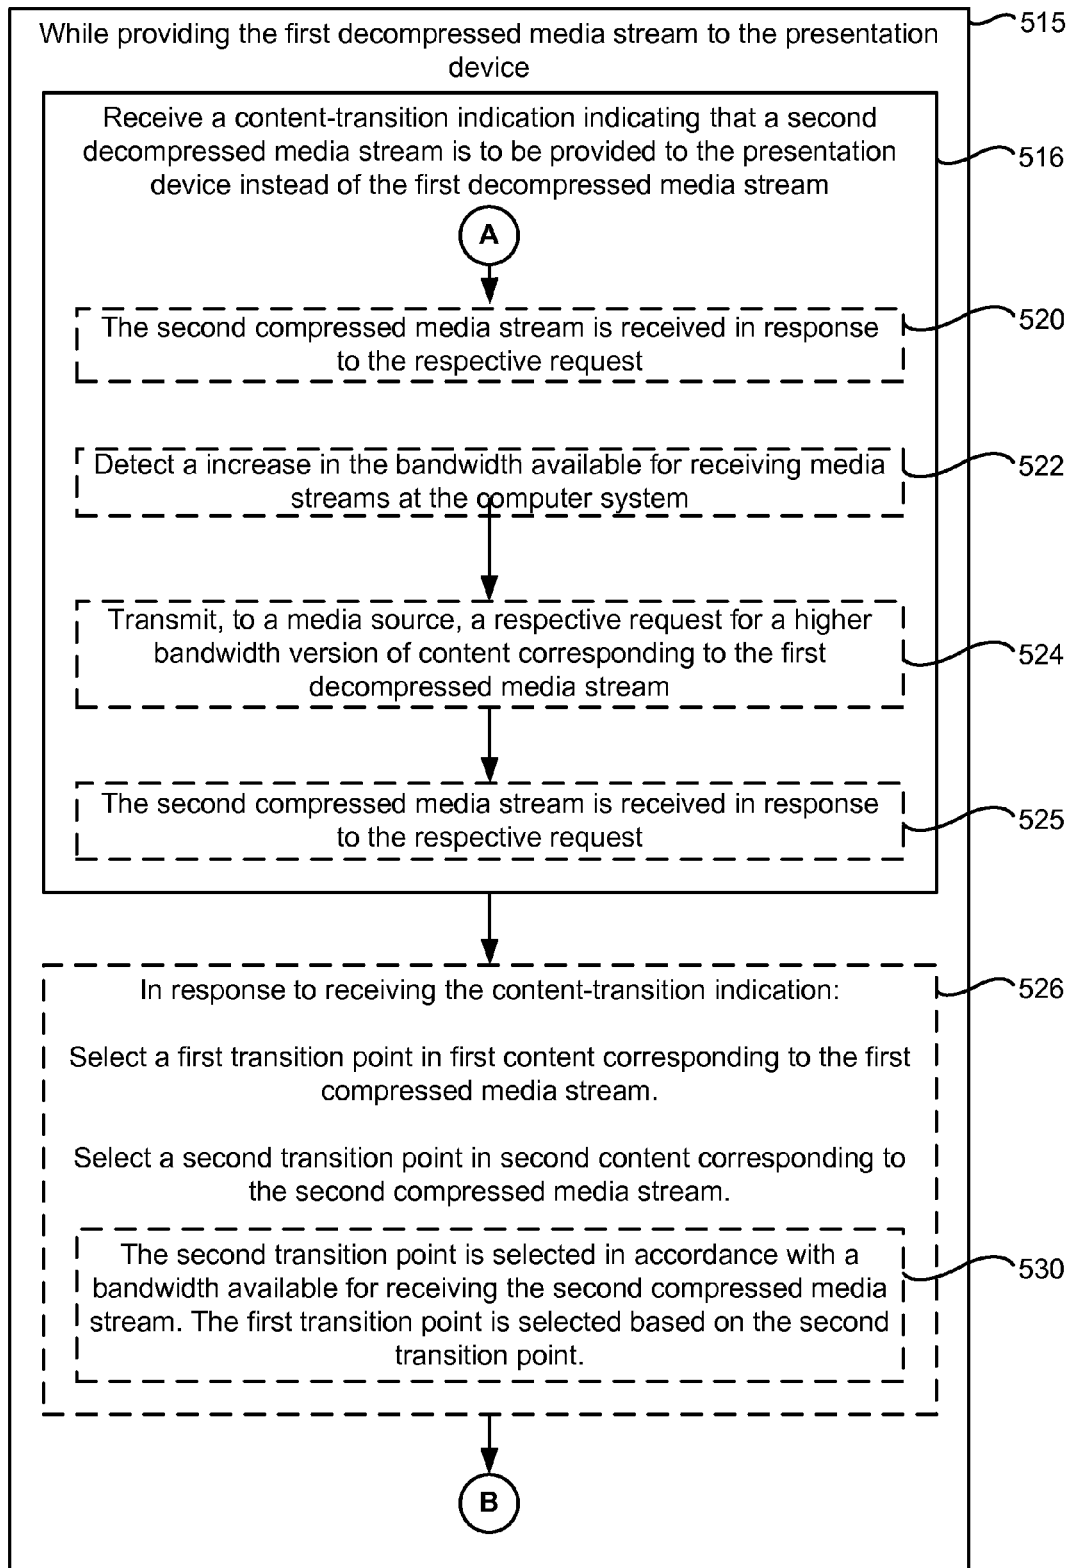 While providing the first decompressed media stream to the presentation
device
515
Receive a content-transition indication indicating that a second
decompressed media stream is to be provided to the presentation
device instead of the first decompressed media stream
516
A
The second compressed media stream is received in response
to the respective request
520
Detect a increase in the bandwidth available for receiving media
streams at the computer system
522
Transmit, to a media source, a respective request for a higher
bandwidth version of content corresponding to the first
decompressed media stream
524
The second compressed media stream is received in response
to the respective request
525
In response to receiving the content-transition indication:
526
Select a first transition point in first content corresponding to the first
compressed media stream.
Select a second transition point in second content corresponding to
the second compressed media stream.
The second transition point is selected in accordance with a
bandwidth available for receiving the second compressed media
stream. The first transition point is selected based on the second
transition point.
530
B